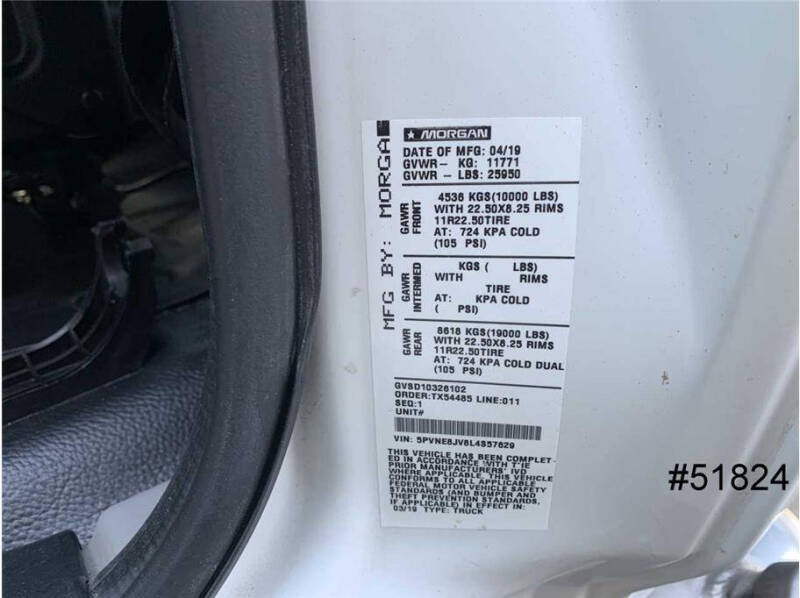 MFG BY: MORGA
MORGAN
DATE OF MFG: 04/19
GVWR- KG: 11771
GVWR - LBS: 25950
GAWR FRONT
4536 KGS(10000 LBS)
WITH 22.50X8.25 RIMS
11R22.50TIRE
AT: 724 KPA COLD
(105 PSI)
GAWR INTERMED
KGS ( LBS)
WITH RIMS
TIRE
AT: KPA COLD
( PSI)
GAWR REAR
8618 KGS(19000 LBS)
WITH 22.50X8.25 RIMS
11R22.50TIRE
AT: 724 KPA COLD DUAL
(105 PSI)
GVSD10326102
ORDER:TX54485 LINE:011
SEQ:1
UNIT#
VIN: 5PVNE8JV8L4S57629
THIS VEHICLE HAS BEEN COMPLET-
ED IN ACCORDANCE WITH T'IE
PRIOR MANUFACTURERS' IVD
WHERE APPLICABLE. THIS VEHICLE
CONFORMS TO ALL APPLICABLE
FEDERAL MOTOR VEHICLE SAFETY
STANDARDS (AND BUMPER AND
THEFT PREVENTION STANDARDS,
IF APPLICABLE) IN EFFECT IN:
03/19 TYPE: TRUCK
#51824